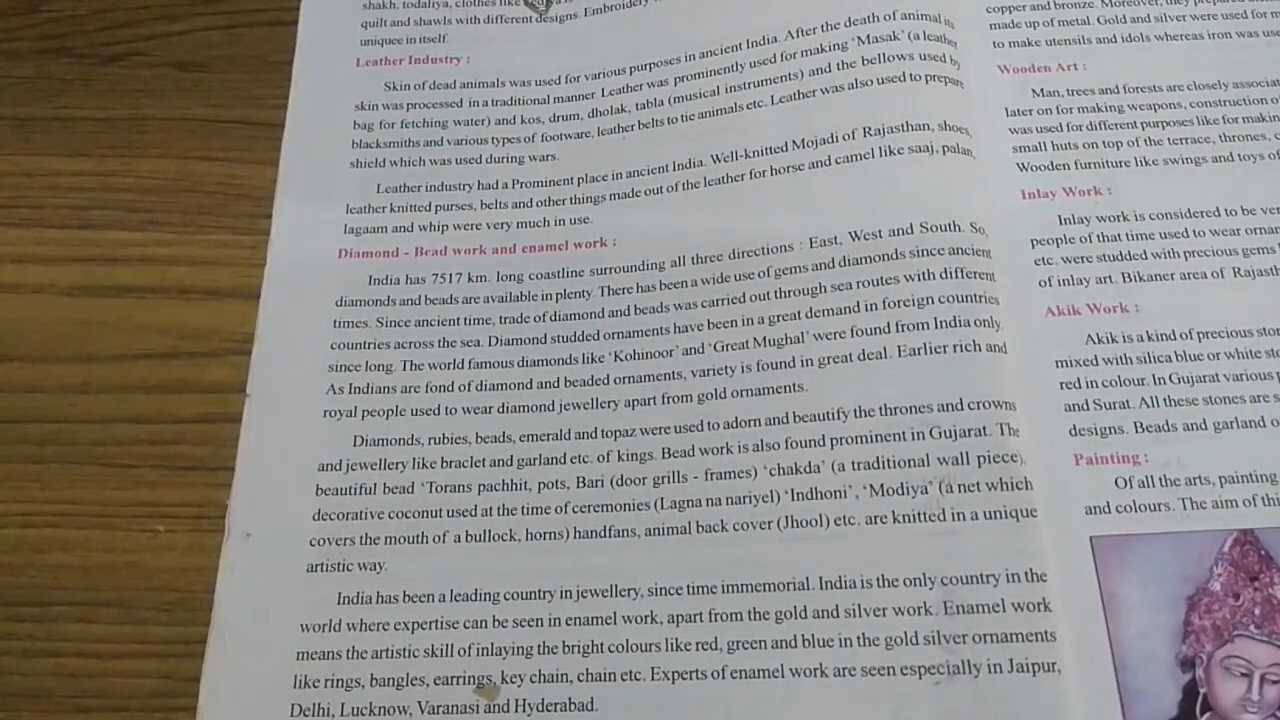 shakh, todaliya, clothes like
quilt and shawls with different designs. Embroidery
uniquee in itself.
Leather Industry :
Skin of dead animals was used for various purposes in ancient India. After the death of animal its
skin was processed in a traditional manner. Leather was prominently used for making 'Masak' (a leather
bag for fetching water) and kos, drum, dholak, tabla (musical instruments) and the bellows used by
blacksmiths and various types of footware, leather belts to tie animals etc. Leather was also used to prepare
shield which was used during wars.
Leather industry had a Prominent place in ancient India. Well-knitted Mojadi of Rajasthan, shoes,
leather knitted purses, belts and other things made out of the leather for horse and camel like saaj, palan,
lagaam and whip were very much in use.
Diamond - Bead work and enamel work :
India has 7517 km. long coastline surrounding all three directions : East, West and South. So,
diamonds and beads are available in plenty. There has been a wide use of gems and diamonds since ancient
times. Since ancient time, trade of diamond and beads was carried out through sea routes with different
countries across the sea. Diamond studded ornaments have been in a great demand in foreign countries
since long. The world famous diamonds like 'Kohinoor' and 'Great Mughal' were found from India only.
As Indians are fond of diamond and beaded ornaments, variety is found in great deal. Earlier rich and
royal people used to wear diamond jewellery apart from gold ornaments.
Diamonds, rubies, beads, emerald and topaz were used to adorn and beautify the thrones and crowns
and jewellery like braclet and garland etc. of kings. Bead work is also found prominent in Gujarat. The
beautiful bead 'Torans pachhit, pots, Bari (door grills - frames) 'chakda' (a traditional wall piece),
decorative coconut used at the time of ceremonies (Lagna na nariyel) 'Indhoni', 'Modiya' (a net which
covers the mouth of a bullock, horns) handfans, animal back cover (Jhool) etc. are knitted in a unique
artistic way.
India has been a leading country in jewellery, since time immemorial. India is the only country in the
world where expertise can be seen in enamel work, apart from the gold and silver work. Enamel work
means the artistic skill of inlaying the bright colours like red, green and blue in the gold silver ornaments
like rings, bangles, earrings, key chain, chain etc. Experts of enamel work are seen especially in Jaipur,
Delhi, Lucknow, Varanasi and Hyderabad.
copper and bronze. Moreover, they prepared
made up of metal. Gold and silver were used for
to make utensils and idols whereas iron was
Wooden Art :
Man, trees and forests are closely
later on for making weapons, construction
was used for different purposes like for
small huts on top of the terrace, thrones,
Wooden furniture like swings and toys of
Inlay Work :
Inlay work is considered to be
people of that time used to wear
etc. were studded with precious gems
of inlay art. Bikaner area of
Akik Work :
Akik is a kind of precious
mixed with silica blue or white
red in colour. In Gujarat various
and Surat. All these stones are
designs. Beads and garland
Painting :
Of all the arts, painting
and colours. The aim of